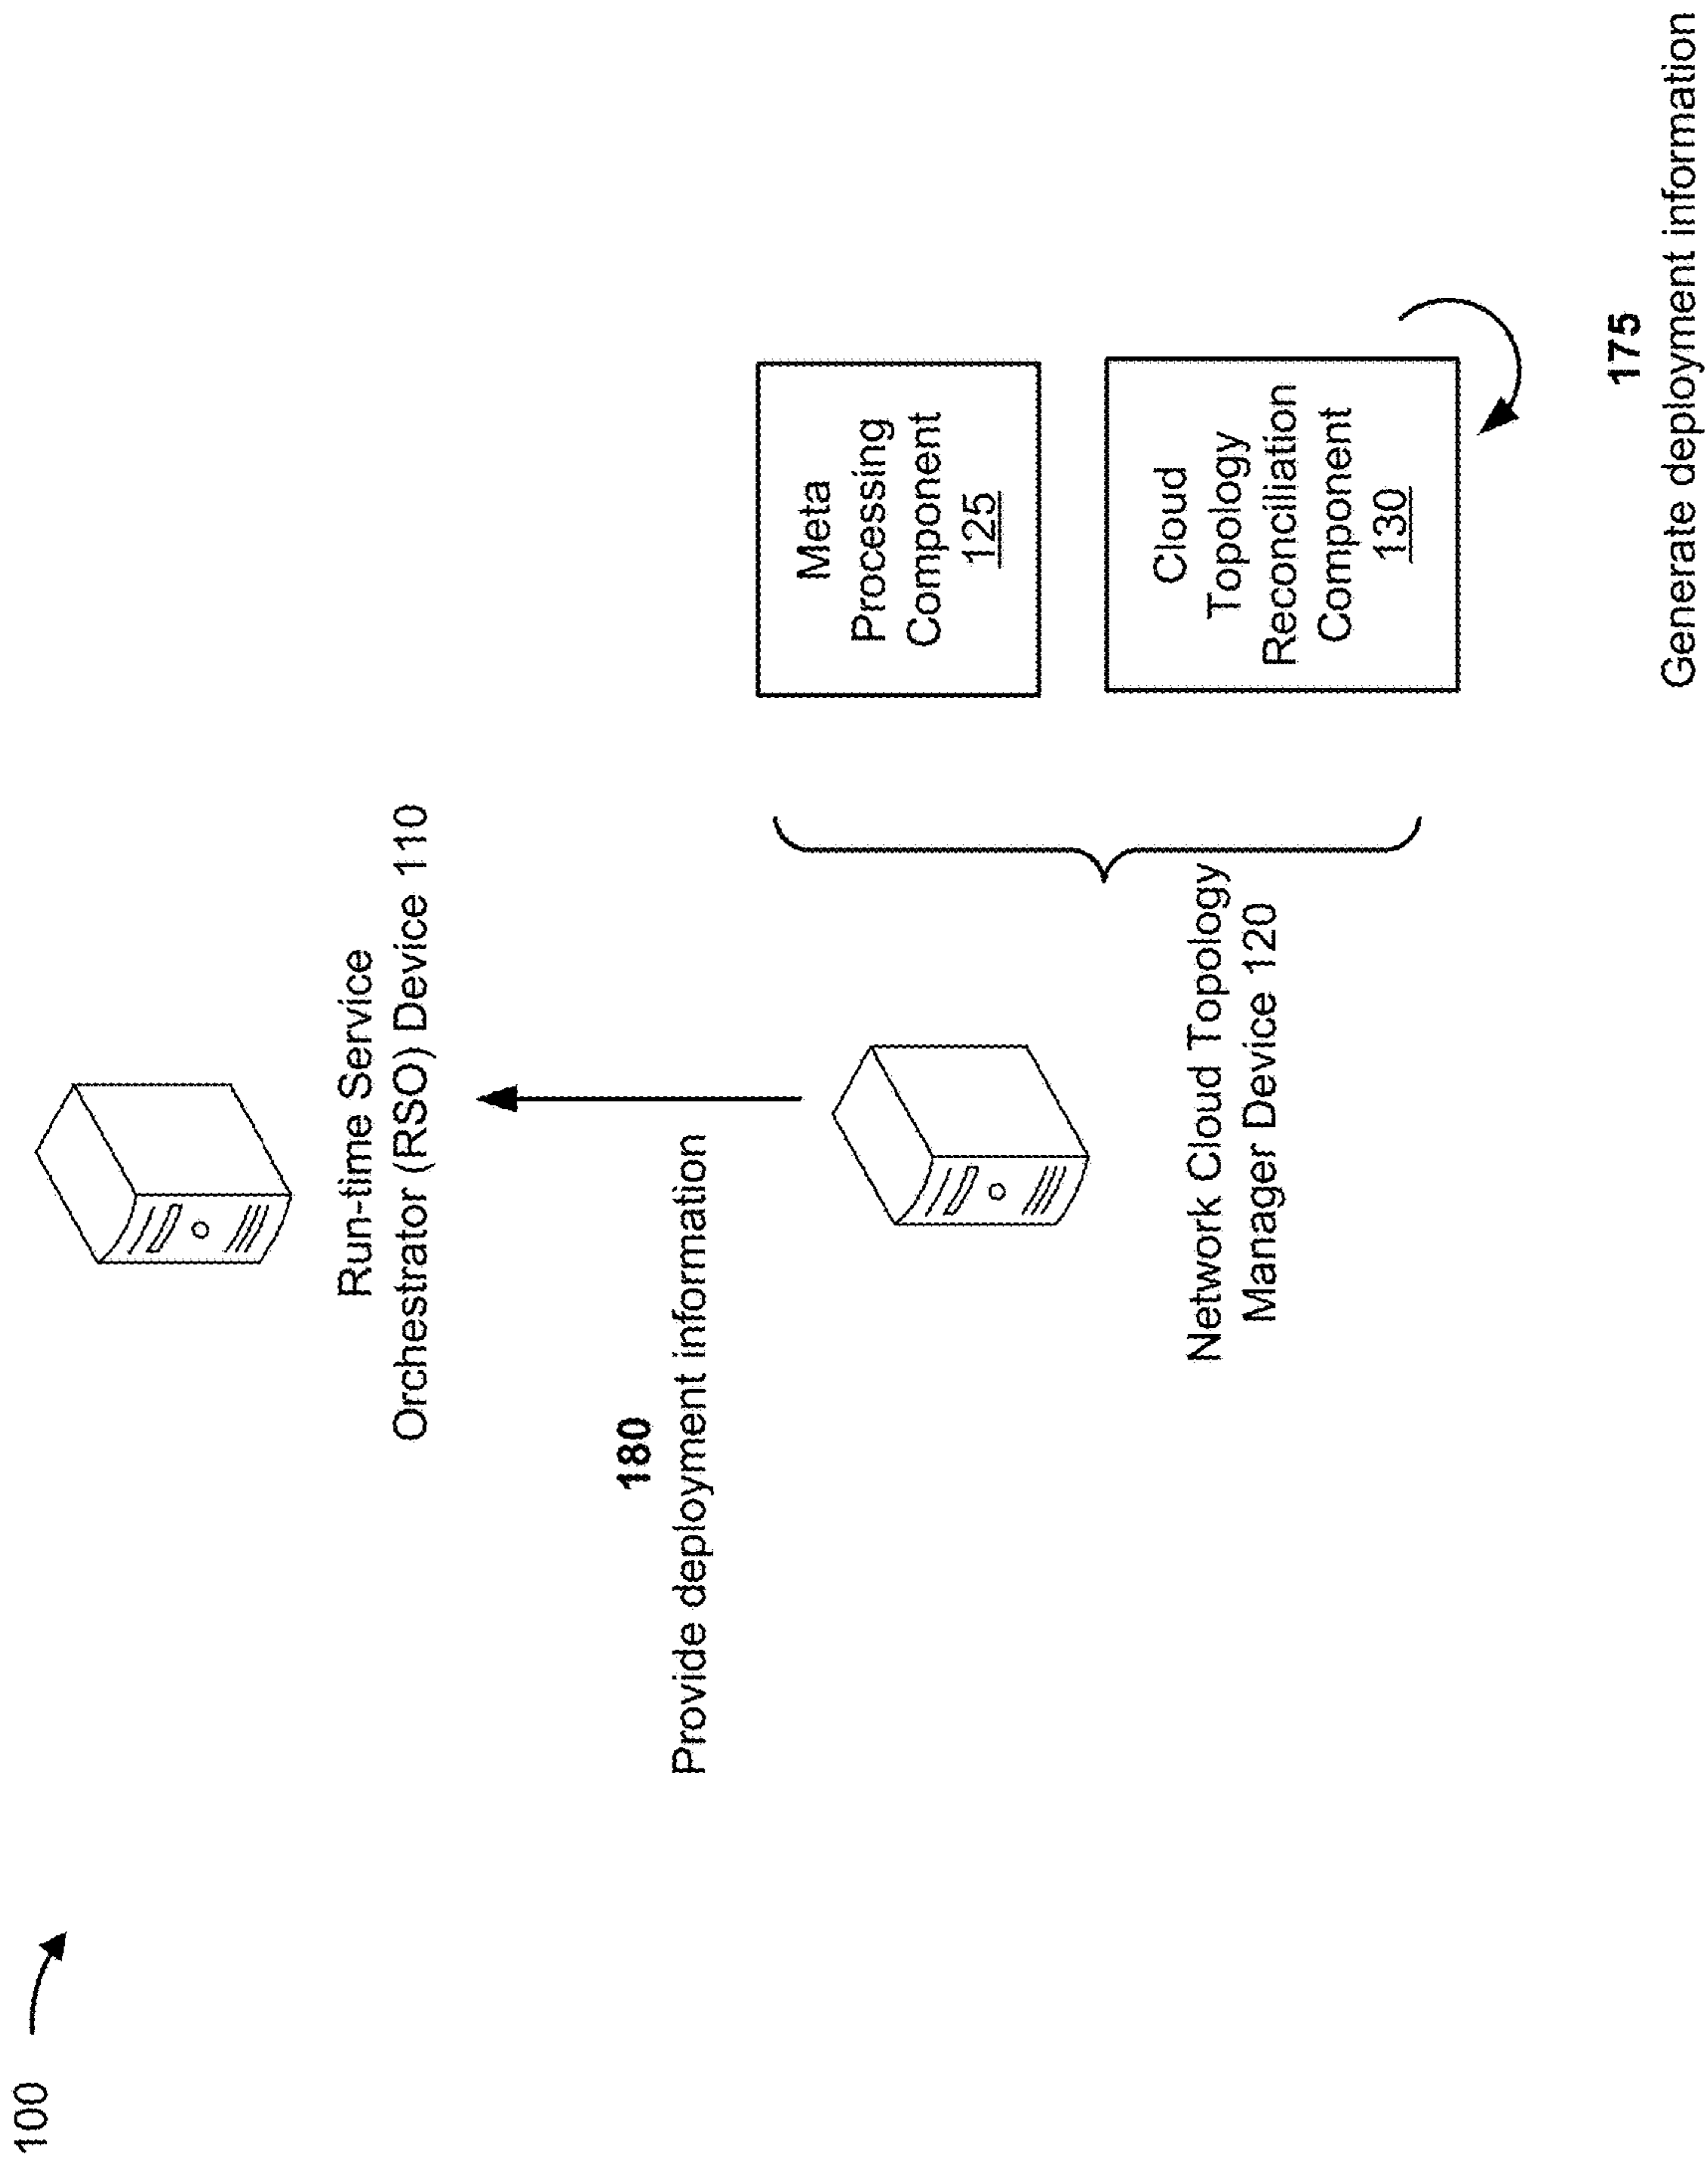 100
Run-time Service
Orchestrator (RSO) Device 110
180
Provide deployment information
Network Cloud Topology
Manager Device 120
Meta
Processing
Component
125
Cloud
Topology
Reconciliation
Component
130
175
Generate deployment information